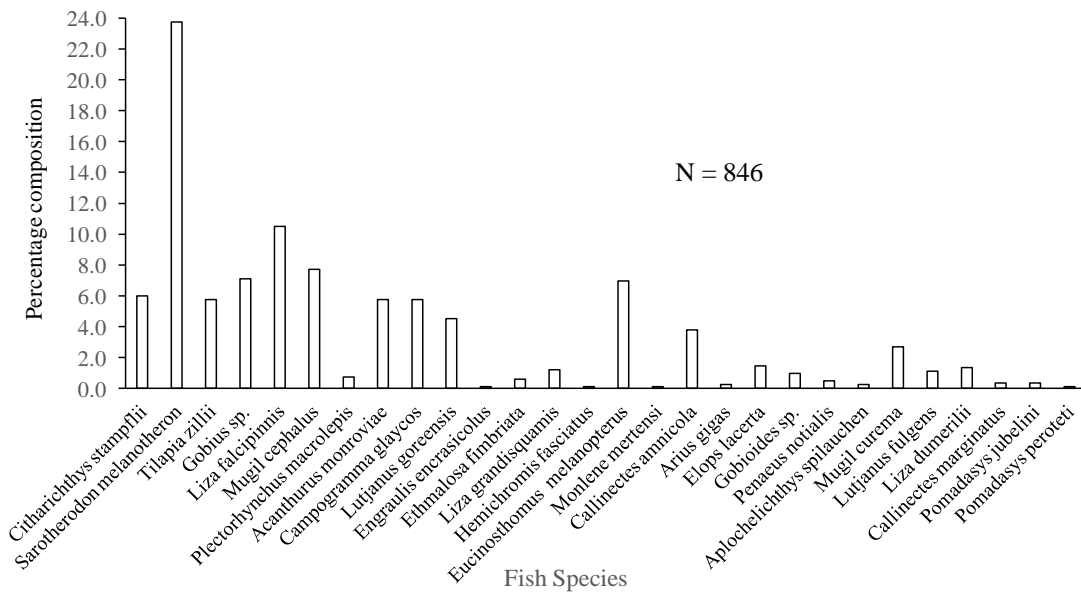 24.0
22.0
20.0
18.0
16.0
14.0
12.0
10.0
8.0
6.0
4.0
2.0
0.0
Percentage composition
N = 846
Citharichthys stampflii
Sarotherodon melanotheron
Tilapita zillii
Gobius sp.
Liza falcipinnis
Mugil cephalus
Plectorhynchus macrolepis
Acanthurus monroviae
Campogramma glaycos
Lutjanus goreensis
Engraulis encrasicolus
Ethmalosa fimbriata
Liza grandisquamis
Hemichromis fasciatus
Eucinosthomus melanopterus
Monlene mertensi
Callinectes amnicola
Arius gigas
Elops lacerta
Gobioides sp.
Penaeus notialis
Aplochelichthys spilauchen
Mugil curema
Lutjanus fulgens
Liza dumerilii
Callinectes marginatus
Pomadasys jubelini
Pomadasys peroteti
Fish Species